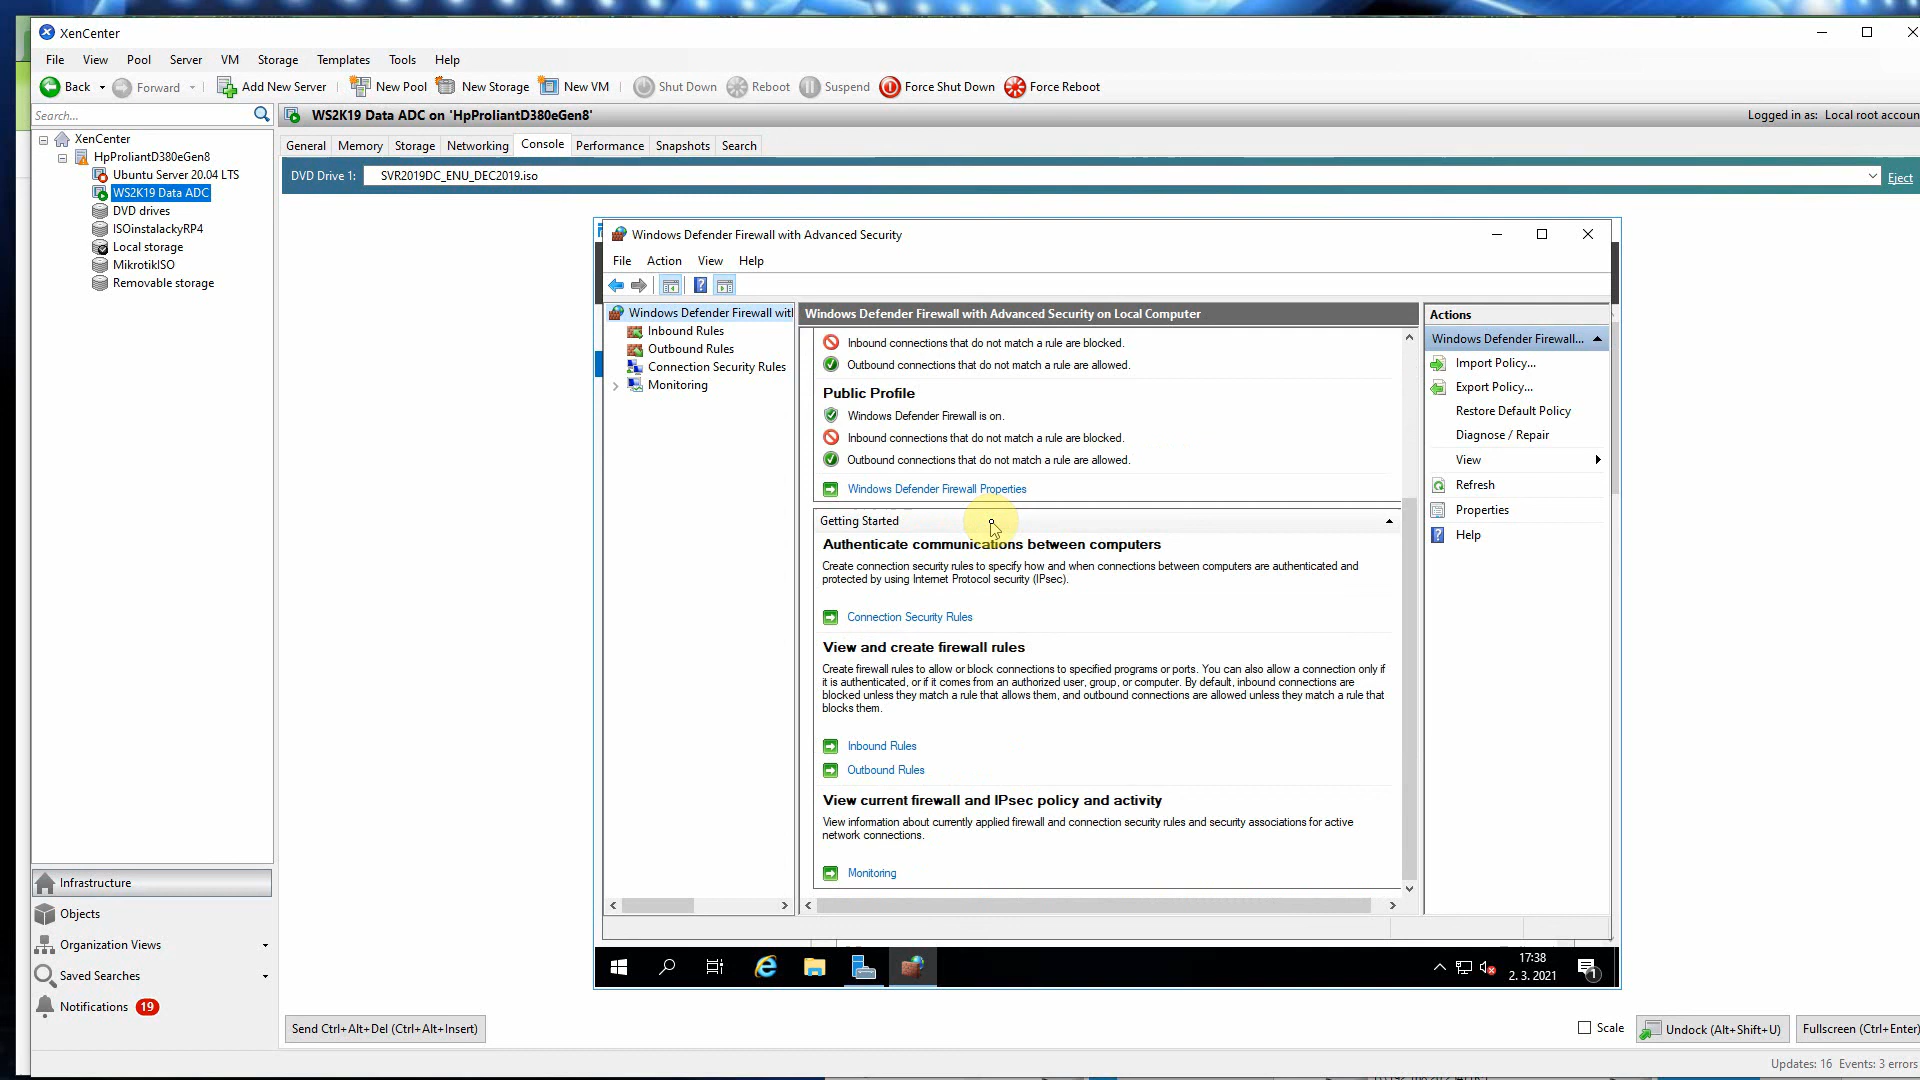 XenCenter
File View Pool Server VM Storage Templates Tools Help
Back Forward Add New Server New Pool New Storage New VM Shut Down Reboot Suspend Force Shut Down Force Reboot
Search...
WS2K19 Data ADC on 'HpProliantD380eGen8'
Logged in as: Local root accoun
XenCenter
HpProliantD380eGen8
Ubuntu Server 20.04 LTS
WS2K19 Data ADC
DVD drives
ISOinstalackyRP4
Local storage
MikrotikISO
Removable storage
General Memory Storage Networking Console Performance Snapshots Search
DVD Drive 1: SVR2019DC_ENU_DEC2019.iso Eject
Windows Defender Firewall with Advanced Security
File Action View Help
Windows Defender Firewall wit
Inbound Rules
Outbound Rules
Connection Security Rules
Monitoring
Windows Defender Firewall with Advanced Security on Local Computer
Inbound connections that do not match a rule are blocked.
Outbound connections that do not match a rule are allowed.
Public Profile
Windows Defender Firewall is on.
Inbound connections that do not match a rule are blocked.
Outbound connections that do not match a rule are allowed.
Windows Defender Firewall Properties
Getting Started
Authenticate communications between computers
Create connection security rules to specify how and when connections between computers are authenticated and
protected by using Internet Protocol security (IPsec).
Connection Security Rules
View and create firewall rules
Create firewall rules to allow or block connections to specified programs or ports. You can also allow a connection only if
it is authenticated, or if it comes from an authorized user, group, or computer. By default, inbound connections are
blocked unless they match a rule that allows them, and outbound connections are allowed unless they match a rule that
blocks them.
Inbound Rules
Outbound Rules
View current firewall and IPsec policy and activity
View information about currently applied firewall and connection security rules and security associations for active
network connections.
Monitoring
Actions
Windows Defender Firewall...
Import Policy...
Export Policy...
Restore Default Policy
Diagnose / Repair
View
Refresh
Properties
Help
17:38
2. 3. 2021
1
Infrastructure
Objects
Organization Views
Saved Searches
Notifications 19
Send Ctrl+Alt+Del (Ctrl+Alt+Insert)
Scale
Undock (Alt+Shift+U)
Fullscreen (Ctrl+Enter)
Updates: 16 Events: 3 errors